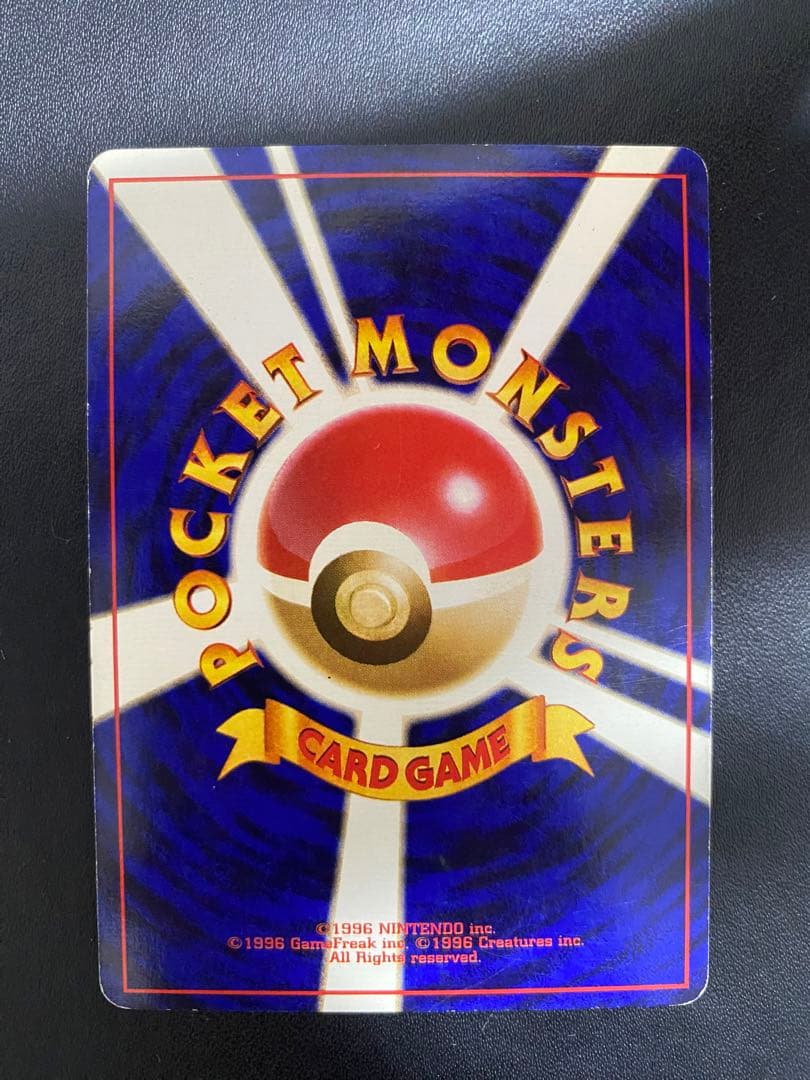 POCKET MONSTERS
CARD GAME
©1996 NINTENDO inc.
©1996 GameFreak inc. ©1996 Creatures inc.
All Rights reserved.